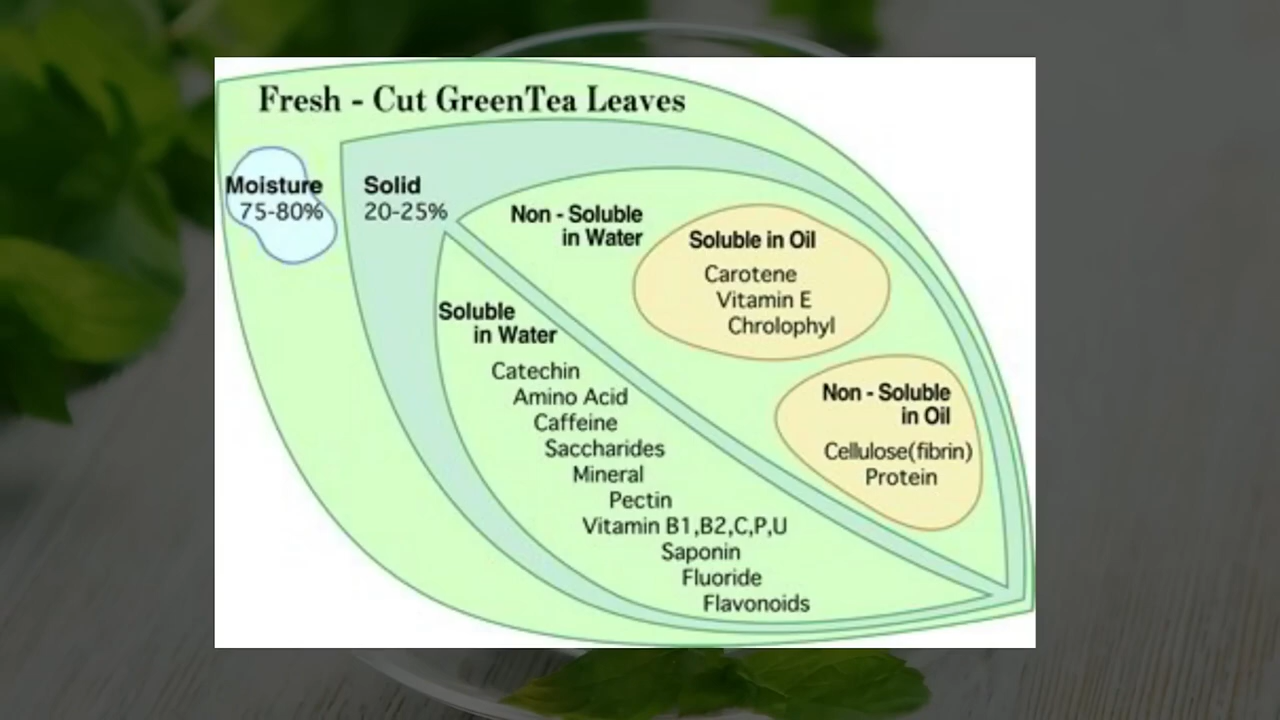 Fresh - Cut GreenTea Leaves
Moisture
75-80%
Solid
20-25%
Non - Soluble
in Water
Soluble in Oil
Carotene
Vitamin E
Chrolophyl
Non - Soluble
in Oil
Cellulose(fibrin)
Protein
Soluble
in Water
Catechin
Amino Acid
Caffeine
Saccharides
Mineral
Pectin
Vitamin B1,B2,C,P,U
Saponin
Fluoride
Flavonoids